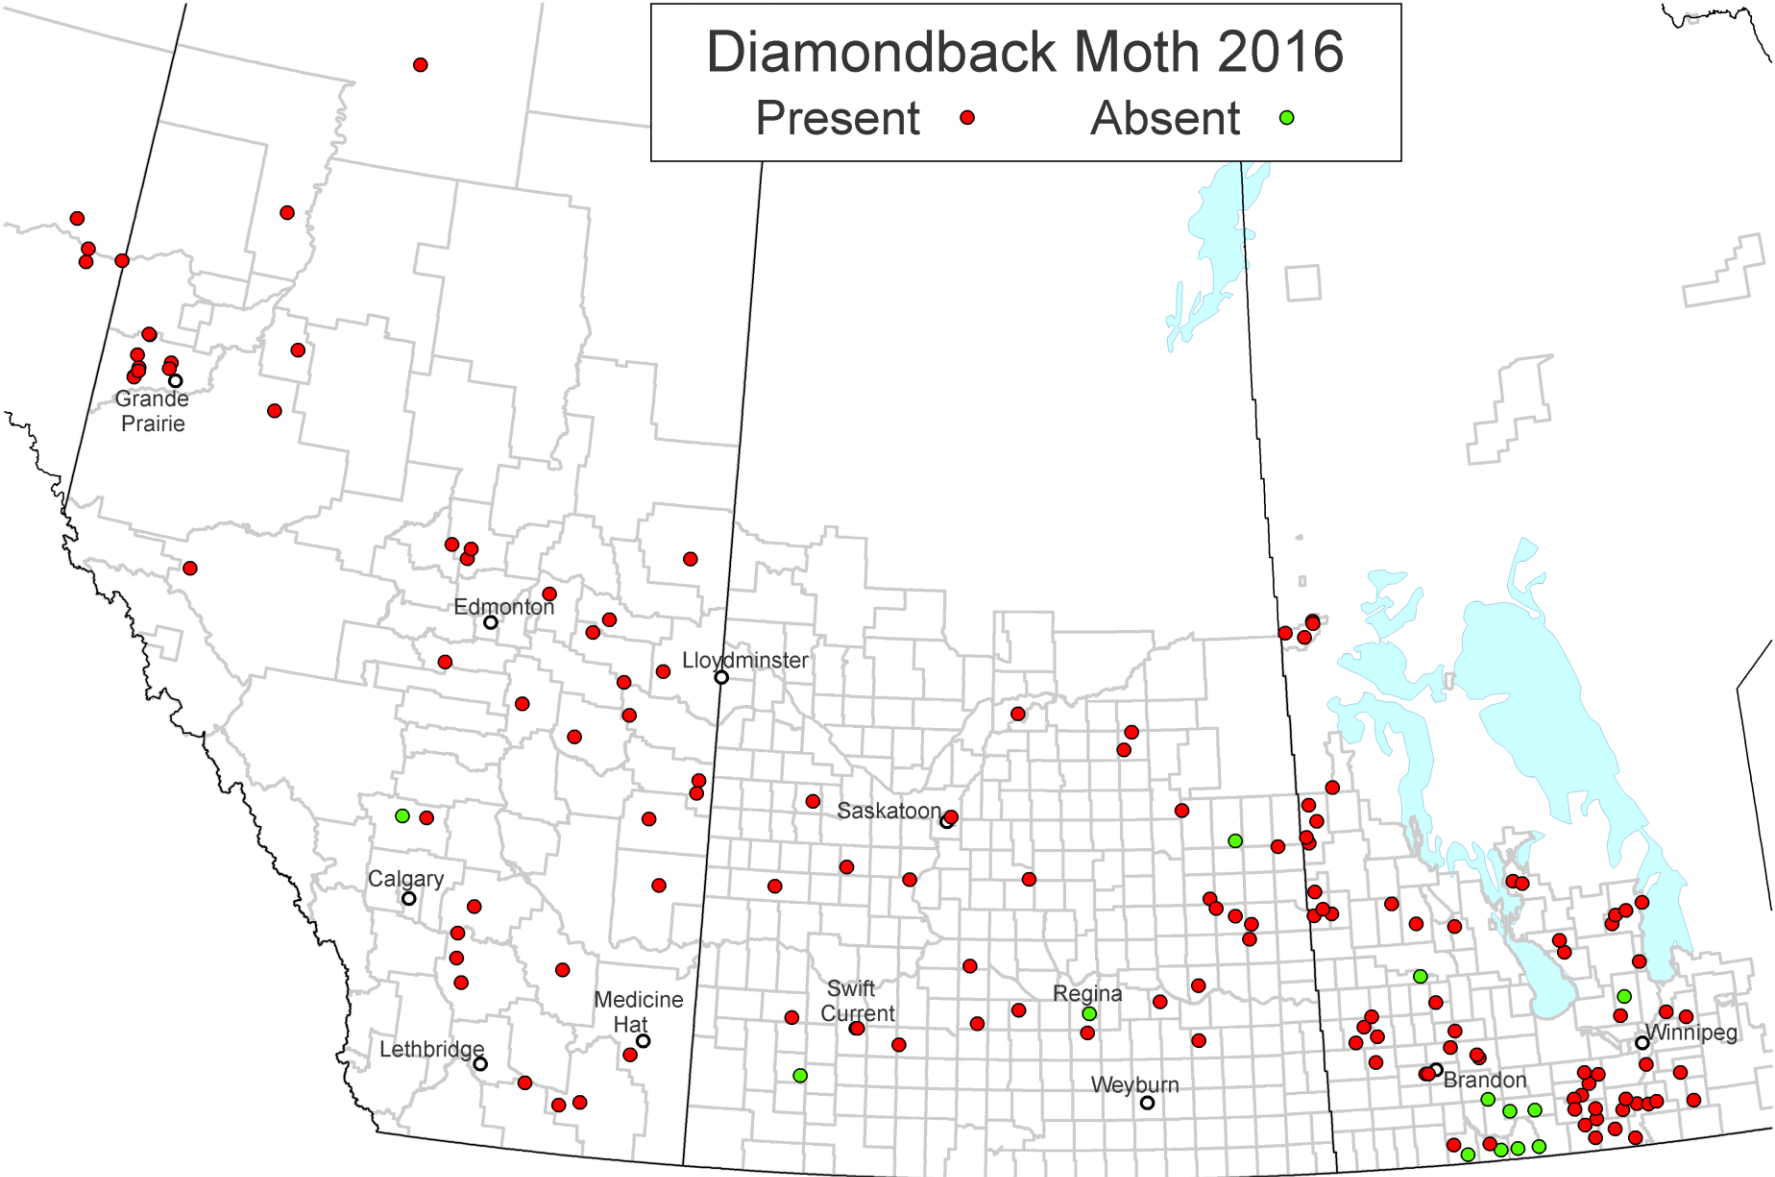 Diamondback Moth 2016
Present Absent
Grande
Prairie
Edmonton
Lloydminster
Saskatoon
Calgary
Swift
Current
Regina
Medicine
Hat
Winnipeg
Lethbridge
Weyburn
Brandon